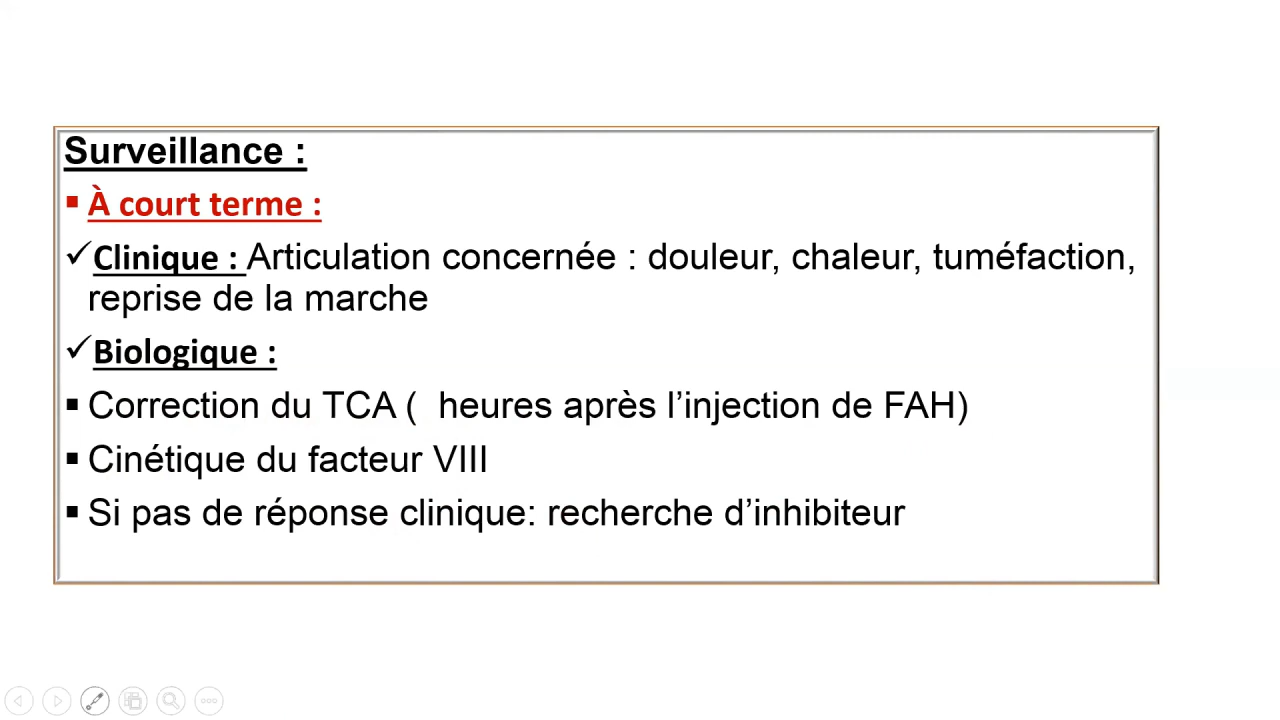 Surveillance :
▪ À court terme :
✓Clinique : Articulation concernée : douleur, chaleur, tuméfaction,
reprise de la marche
✓Biologique :
▪ Correction du TCA (  heures après l’injection de FAH)
▪ Cinétique du facteur VIII
▪ Si pas de réponse clinique: recherche d’inhibiteur